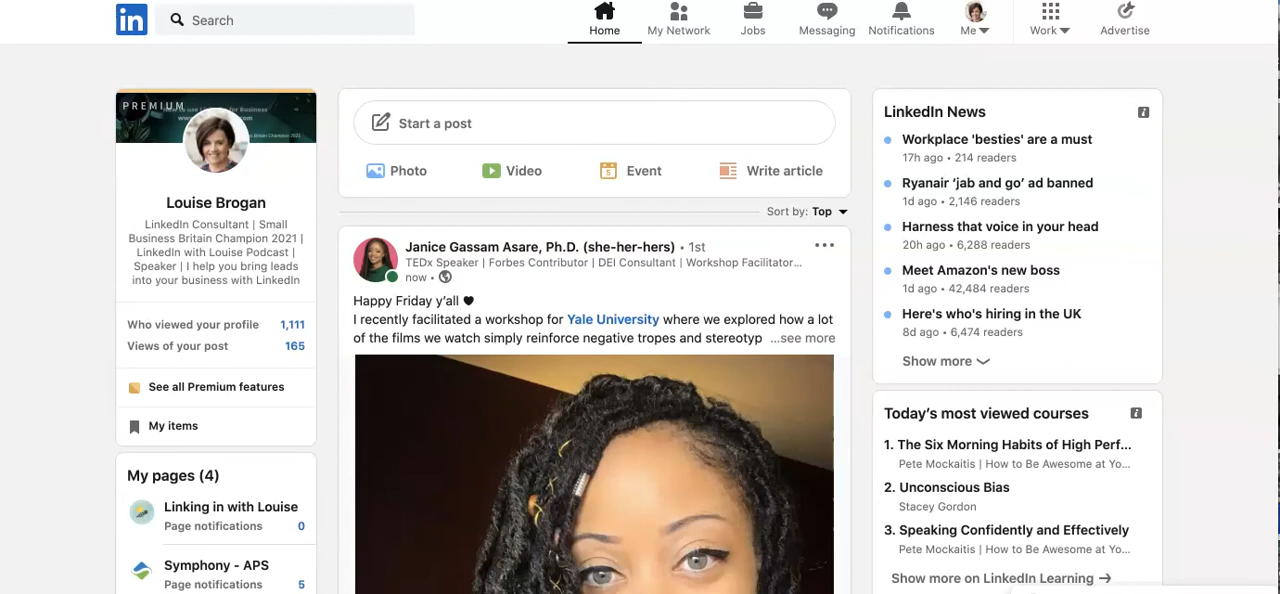 in
Search
Home
My Network
Jobs
Messaging
Notifications
Me
Work
Advertise
PREMIUM
Louise Brogan
LinkedIn Consultant | Small
Business Britain Champion 2021 |
LinkedIn with Louise Podcast |
Speaker | I help you bring leads
into your business with LinkedIn
Who viewed your profile 1,111
Views of your post 165
See all Premium features
My items
My pages (4)
Linking in with Louise
Page notifications 0
Symphony - APS
Page notifications 5
Start a post
Photo
Video
5
Event
Write article
Sort by: Top
Janice Gassam Asare, Ph.D. (she-her-hers) • 1st
TEDx Speaker | Forbes Contributor | DEI Consultant | Workshop Facilitator...
now •
Happy Friday y'all 🖤
I recently facilitated a workshop for Yale University where we explored how a lot
of the films we watch simply reinforce negative tropes and stereotyp ...see more
LinkedIn News
Workplace 'besties' are a must
17h ago • 214 readers
Ryanair ‘jab and go’ ad banned
1d ago • 2,146 readers
Harness that voice in your head
20h ago • 6,288 readers
Meet Amazon's new boss
1d ago • 42,484 readers
Here's who's hiring in the UK
8d ago • 6,474 readers
Show more
Today’s most viewed courses
1. The Six Morning Habits of High Perf...
Pete Mockaitis | How to Be Awesome at Yo...
2. Unconscious Bias
Stacey Gordon
3. Speaking Confidently and Effectively
Pete Mockaitis | How to Be Awesome at Yo...
Show more on LinkedIn Learning →